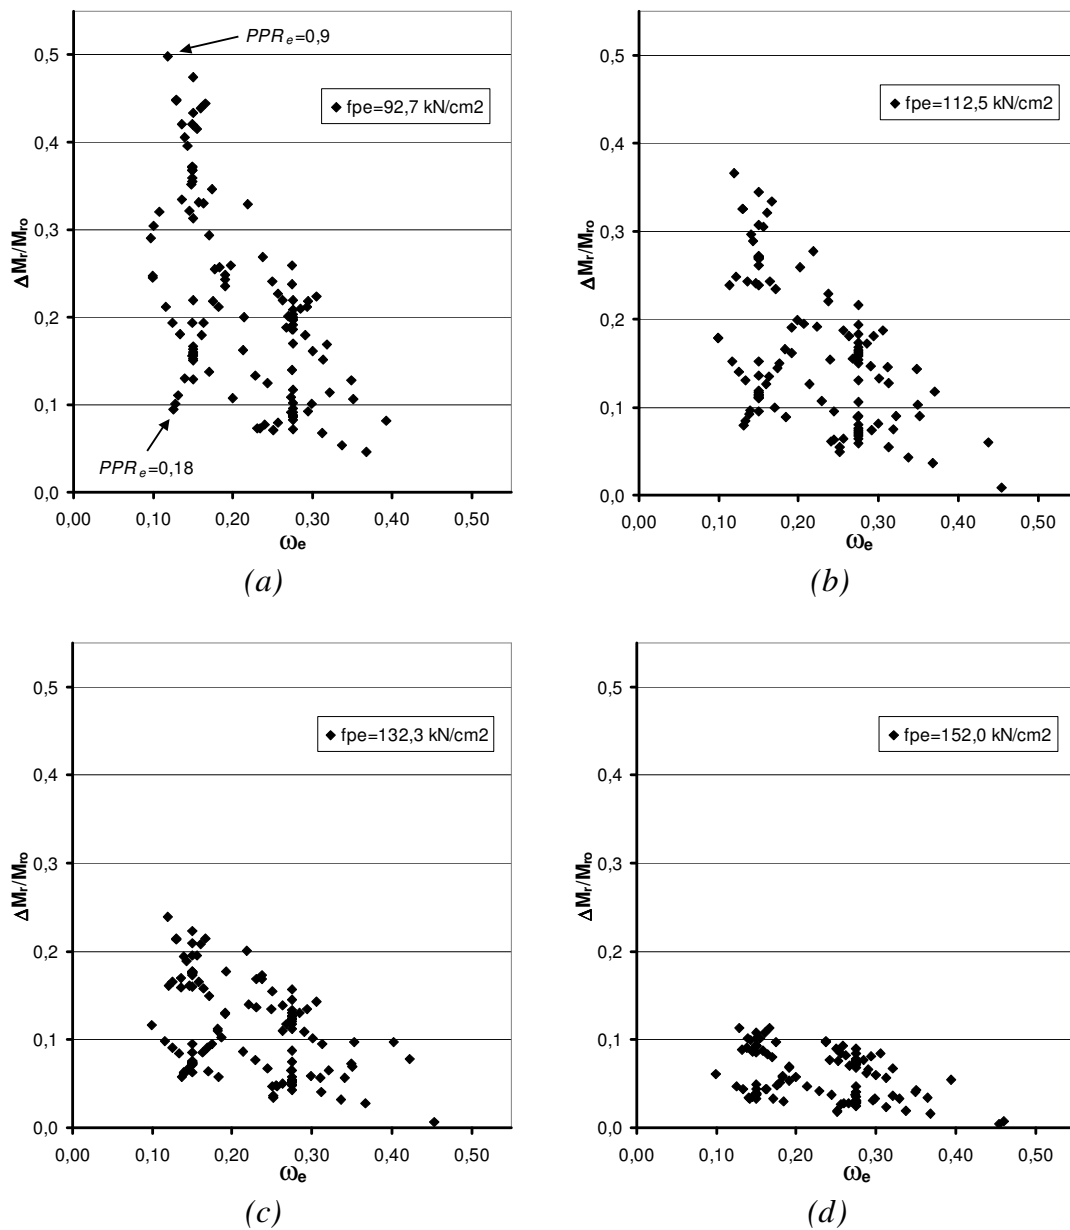 PPRe=0,9
0,5
fpe=92,7 kN/cm2
0,4
ΔMr/Mro
0,3
0,2
0,1
PPRe=0,18
0,0
0,00 0,10 0,20 0,30 0,40 0,50
ωe
(a)
0,5
fpe=112,5 kN/cm2
0,4
ΔMr/Mro
0,3
0,2
0,1
0,0
0,00 0,10 0,20 0,30 0,40 0,50
ωe
(b)
0,5
fpe=132,3 kN/cm2
0,4
ΔMr/Mro
0,3
0,2
0,1
0,0
0,00 0,10 0,20 0,30 0,40 0,50
ωe
(c)
0,5
fpe=152,0 kN/cm2
0,4
ΔMr/Mro
0,3
0,2
0,1
0,0
0,00 0,10 0,20 0,30 0,40 0,50
ωe
(d)